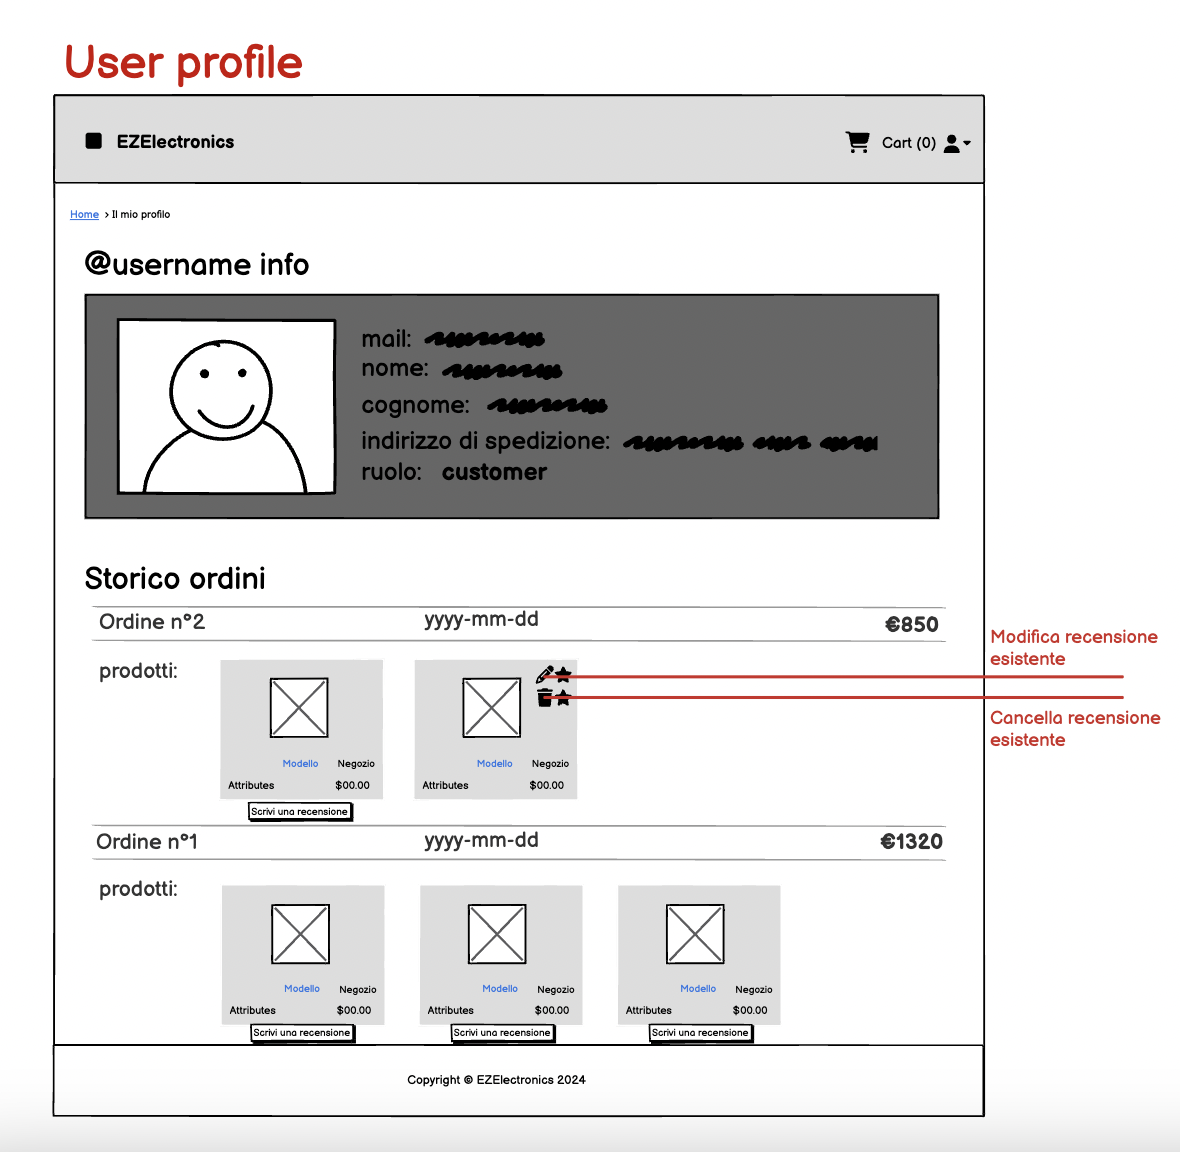 User profile
EZElectronics
Cart (0)
Home > Il mio profilo
@username info
mail:
nome:
cognome:
indirizzo di spedizione:
ruolo: customer
Storico ordini
Ordine n°2 yyyy-mm-dd €850
Modifica recensione
esistente
prodotti:
Cancella recensione
esistente
Modello Negozio
Attributes $00.00
Scrivi una recensione
Modello Negozio
Attributes $00.00
Ordine n°1 yyyy-mm-dd €1320
prodotti:
Modello Negozio
Attributes $00.00
Scrivi una recensione
Modello Negozio
Attributes $00.00
Scrivi una recensione
Modello Negozio
Attributes $00.00
Scrivi una recensione
Copyright © EZElectronics 2024